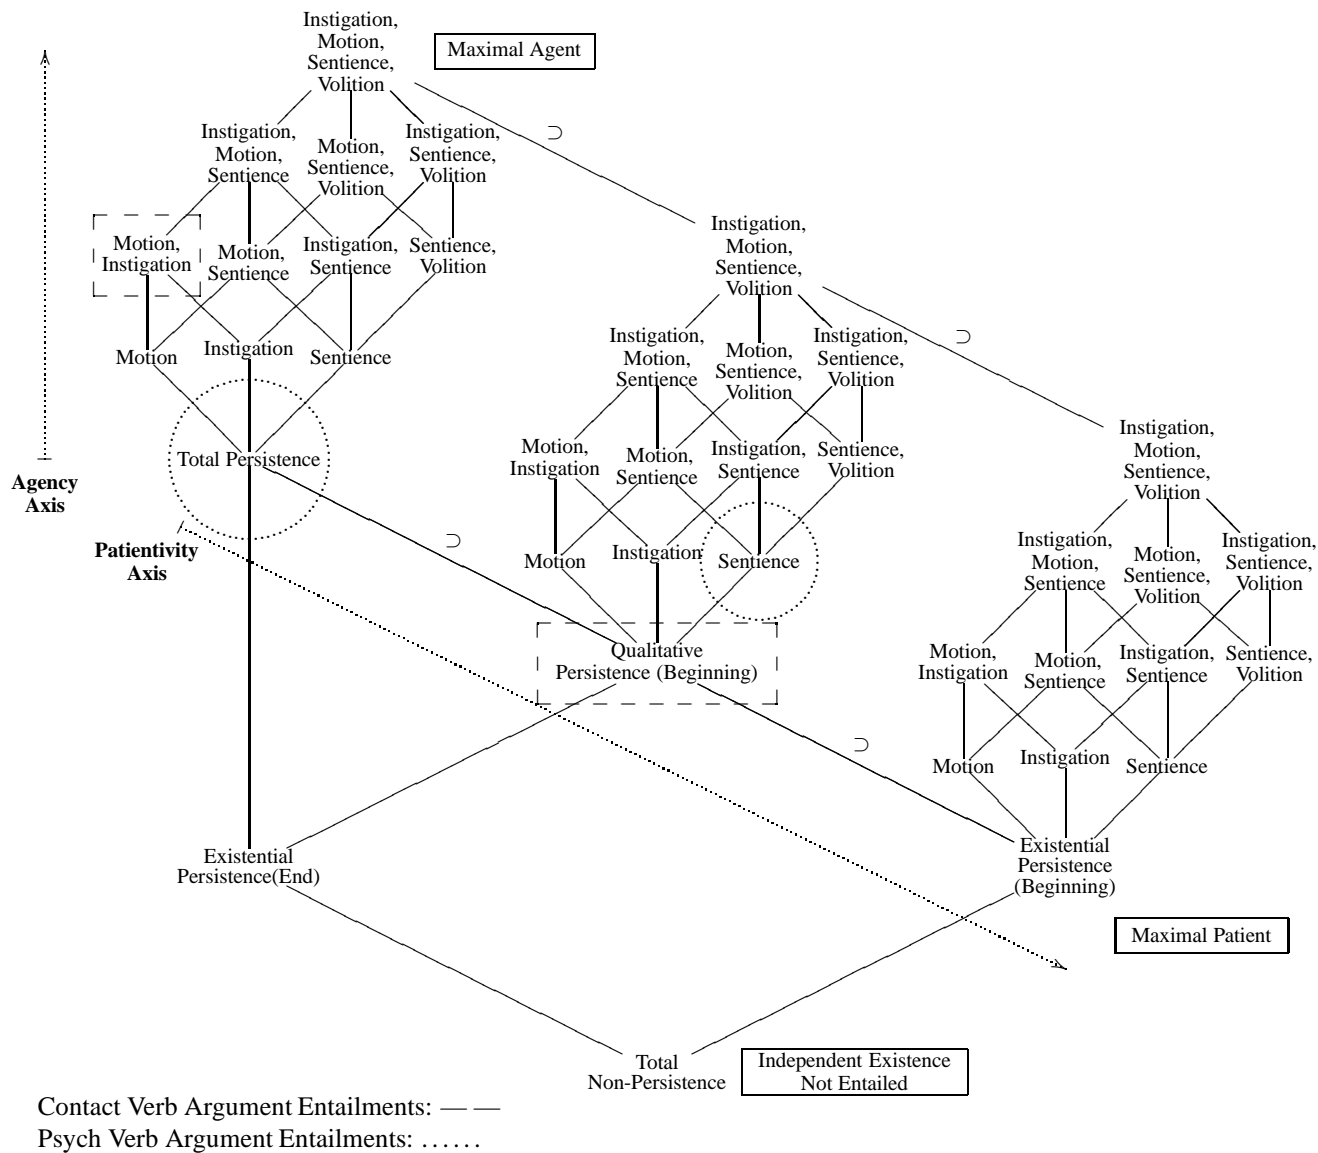 Instigation,
Motion,
Sentience,
Volition
Maximal Agent
⊃
Instigation,
Motion,
Sentience
Motion,
Sentience,
Volition
Instigation,
Sentience,
Volition
Motion,
Instigation
Motion,
Sentience
Instigation,
Sentience
Sentience,
Volition
Motion
Instigation
Sentience
Total Persistence
Agency
Axis
Patientivity
Axis
⊃
Instigation,
Motion,
Sentience,
Volition
⊃
Instigation,
Motion,
Sentience
Motion,
Sentience,
Volition
Instigation,
Sentience,
Volition
Motion,
Instigation
Motion,
Sentience
Instigation,
Sentience
Sentience,
Volition
Motion
Instigation
Sentience
Qualitative
Persistence (Beginning)
⊃
Instigation,
Motion,
Sentience,
Volition
Instigation,
Motion,
Sentience
Motion,
Sentience,
Volition
Instigation,
Sentience,
Volition
Motion,
Instigation
Motion,
Sentience
Instigation,
Sentience
Sentience,
Volition
Motion
Instigation
Sentience
Existential
Persistence(End)
Existential
Persistence
(Beginning)
Maximal Patient
Total
Non-Persistence
Independent Existence
Not Entailed
Contact Verb Argument Entailments: — —
Psych Verb Argument Entailments: ......